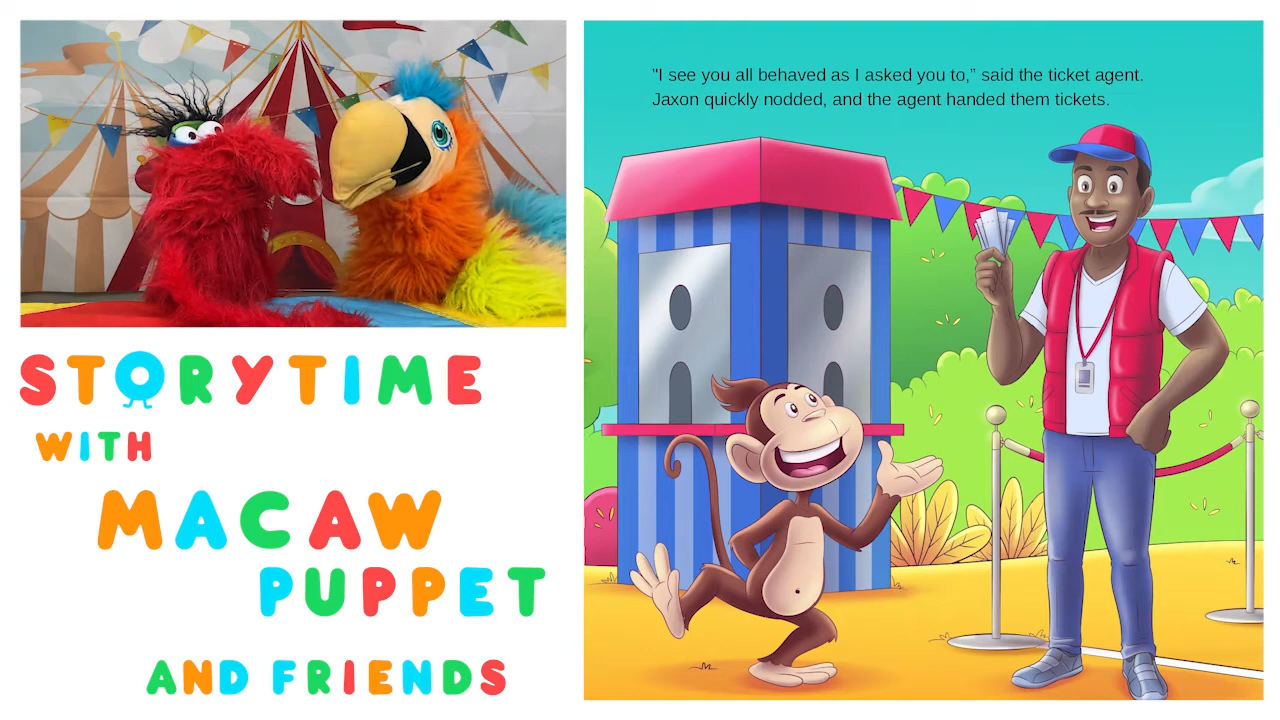 STORYTIME
WITH
MACAW
PUPPET
AND FRIENDS
"I see you all behaved as I asked you to,” said the ticket agent.
Jaxon quickly nodded, and the agent handed them tickets.